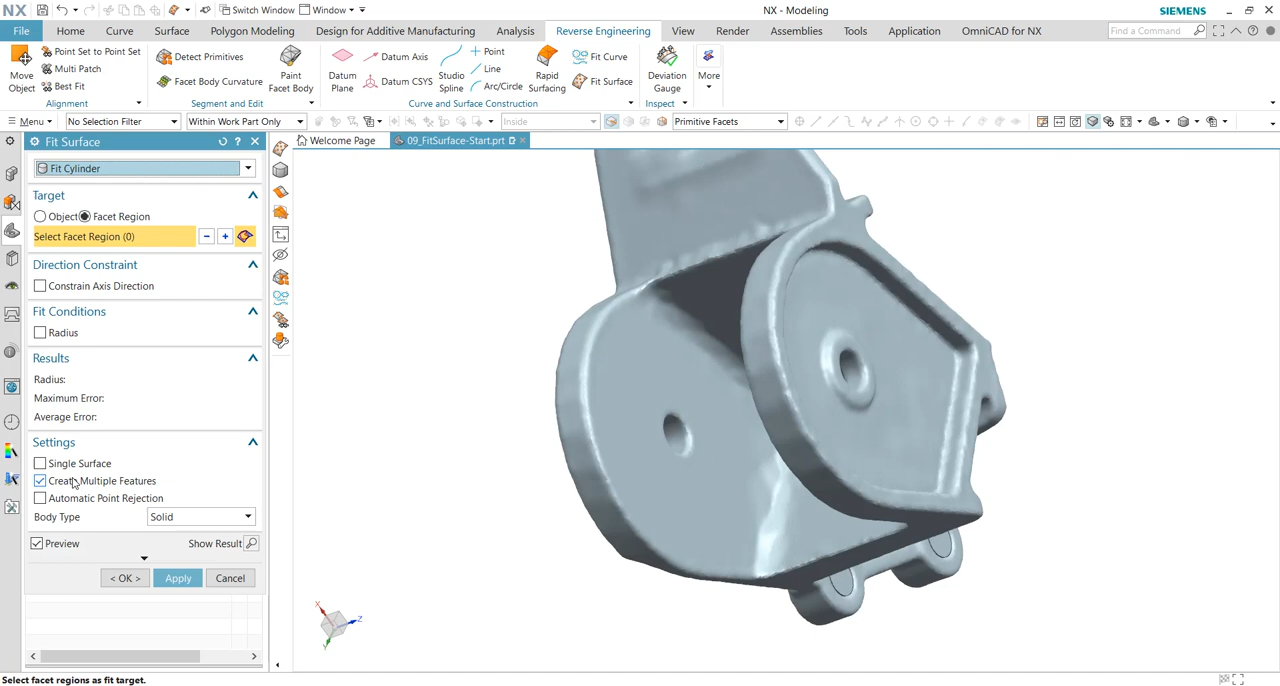 NX
Switch Window
Window
NX - Modeling
SIEMENS
File
Home
Curve
Surface
Polygon Modeling
Design for Additive Manufacturing
Analysis
Reverse Engineering
View
Render
Assemblies
Tools
Application
OmniCAD for NX
Find a Command
Move Object
Point Set to Point Set
Multi Patch
Best Fit
Alignment
Detect Primitives
Facet Body Curvature
Paint Facet Body
Segment and Edit
Datum Plane
Datum Axis
Datum CSYS
Studio Spline
Point
Line
Arc/Circle
Rapid Surfacing
Fit Curve
Fit Surface
Curve and Surface Construction
Deviation Gauge
Inspect
More
Menu
No Selection Filter
Within Work Part Only
Inside
Primitive Facets
Fit Surface
Welcome Page
09_FitSurface-Start.prt
Fit Cylinder
Target
Object
Facet Region
Select Facet Region (0)
Direction Constraint
Constrain Axis Direction
Fit Conditions
Radius
Results
Radius:
Maximum Error:
Average Error:
Settings
Single Surface
Create Multiple Features
Automatic Point Rejection
Body Type
Solid
Preview
Show Result
< OK >
Apply
Cancel
X
Z
Y
Select facet regions as fit target.